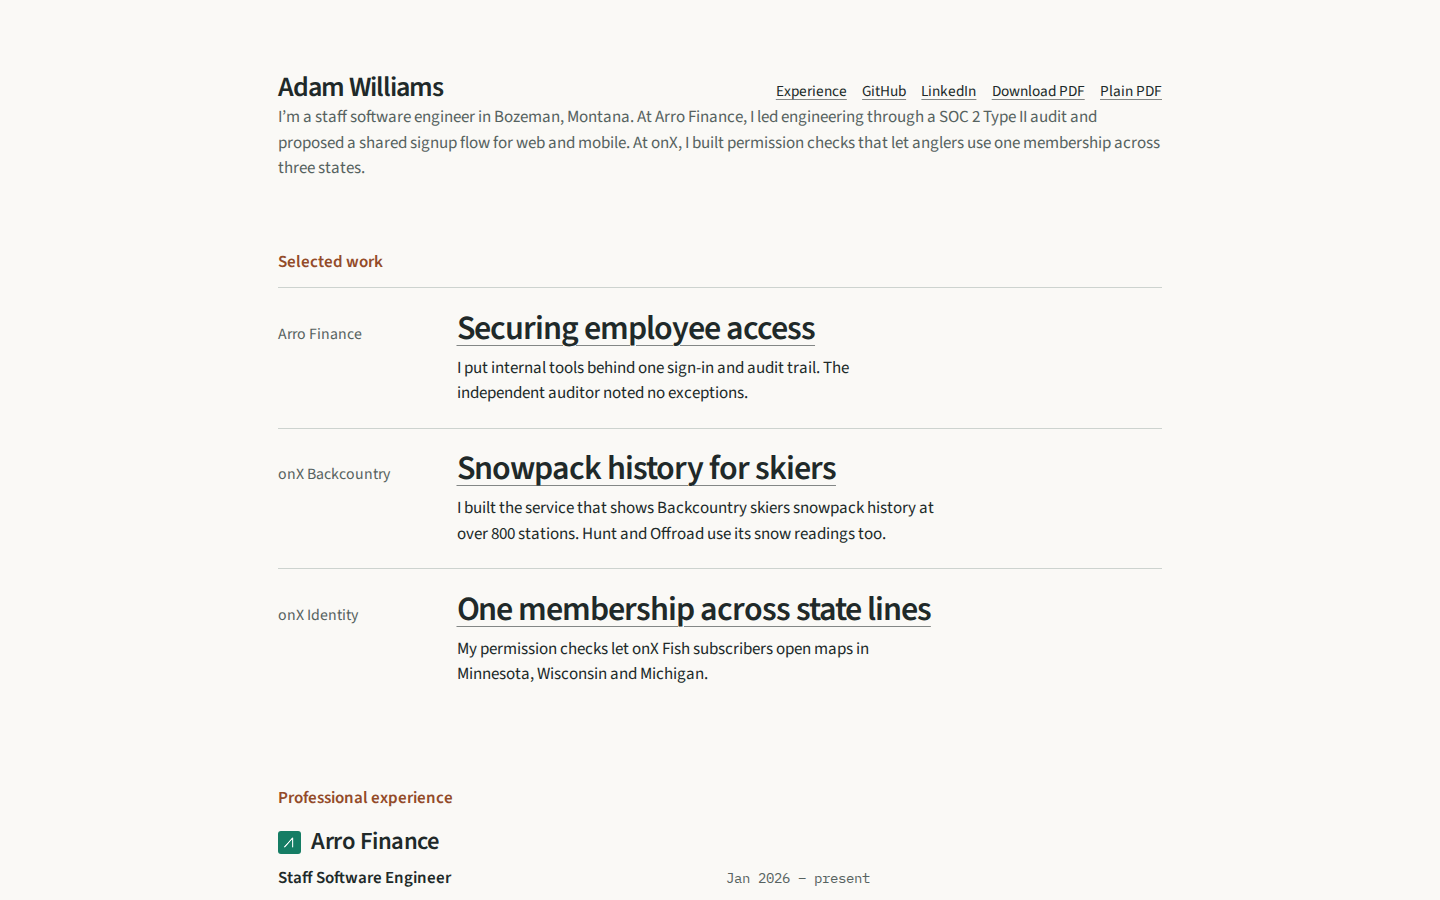 Adam Williams
Experience GitHub LinkedIn Download PDF Plain PDF
I’m a staff software engineer in Bozeman, Montana. At Arro Finance, I led engineering through a SOC 2 Type II audit and
proposed a shared signup flow for web and mobile. At onX, I built permission checks that let anglers use one membership across
three states.
Selected work
Arro Finance
Securing employee access
I put internal tools behind one sign-in and audit trail. The
independent auditor noted no exceptions.
onX Backcountry
Snowpack history for skiers
I built the service that shows Backcountry skiers snowpack history at
over 800 stations. Hunt and Offroad use its snow readings too.
onX Identity
One membership across state lines
My permission checks let onX Fish subscribers open maps in
Minnesota, Wisconsin and Michigan.
Professional experience
Arro Finance
Staff Software Engineer
Jan 2026 – present